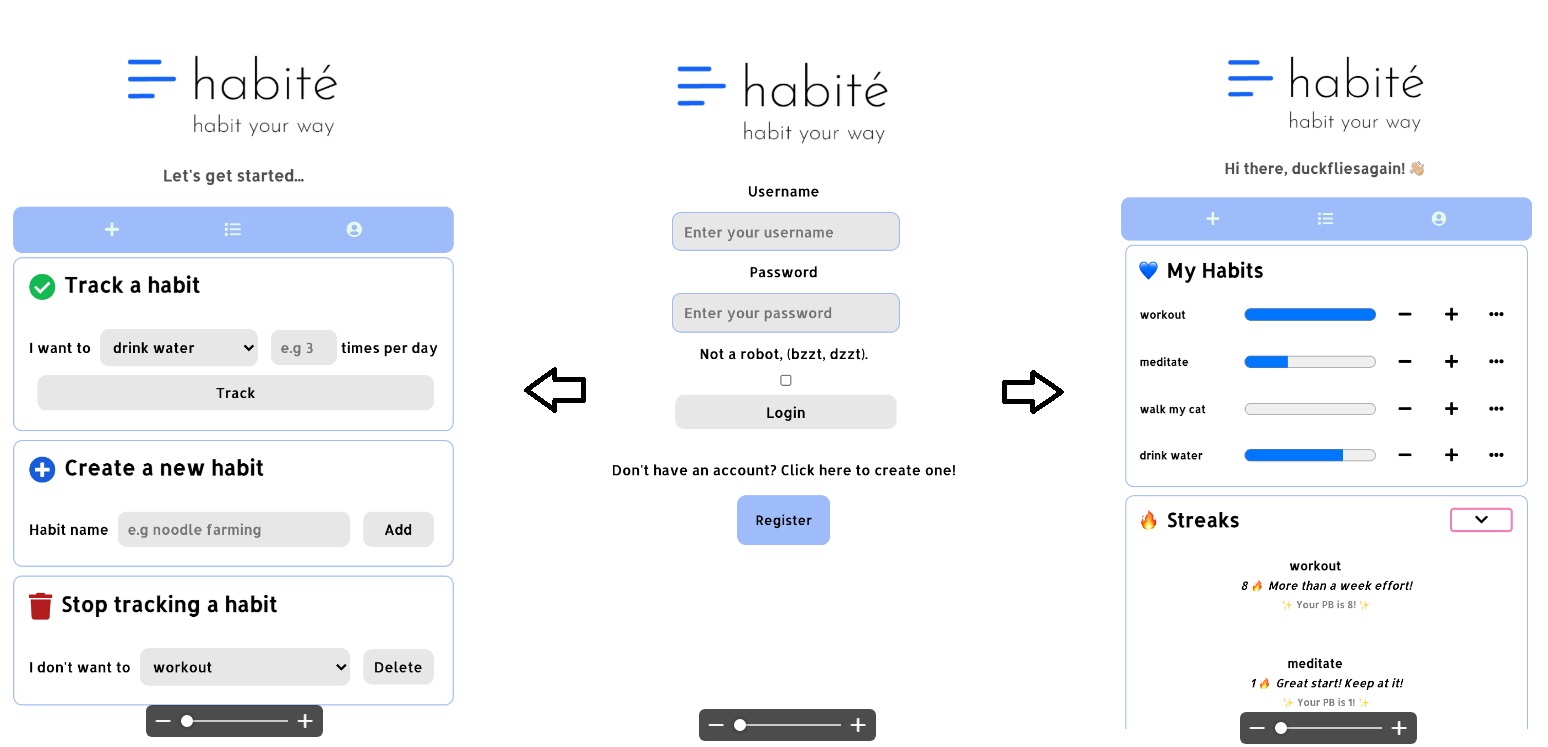 habité
habit your way
Let's get started...
Track a habit
I want to drink water e.g 3 times per day
Track
Create a new habit
Habit name e.g noodle farming Add
Stop tracking a habit
I don't want to workout Delete
habité
habit your way
Username
Enter your username
Password
Enter your password
Not a robot, (bzzt, dzzt).
Login
Don't have an account? Click here to create one!
Register
habité
habit your way
Hi there, duckfliesagain! 👋🏼
💙 My Habits
workout
meditate
walk my cat
drink water
🔥 Streaks
workout
8 🔥 More than a week effort!
✨ Your PB is 8! ✨
meditate
1 🔥 Great start! Keep at it!
✨ Your PB is 1! ✨